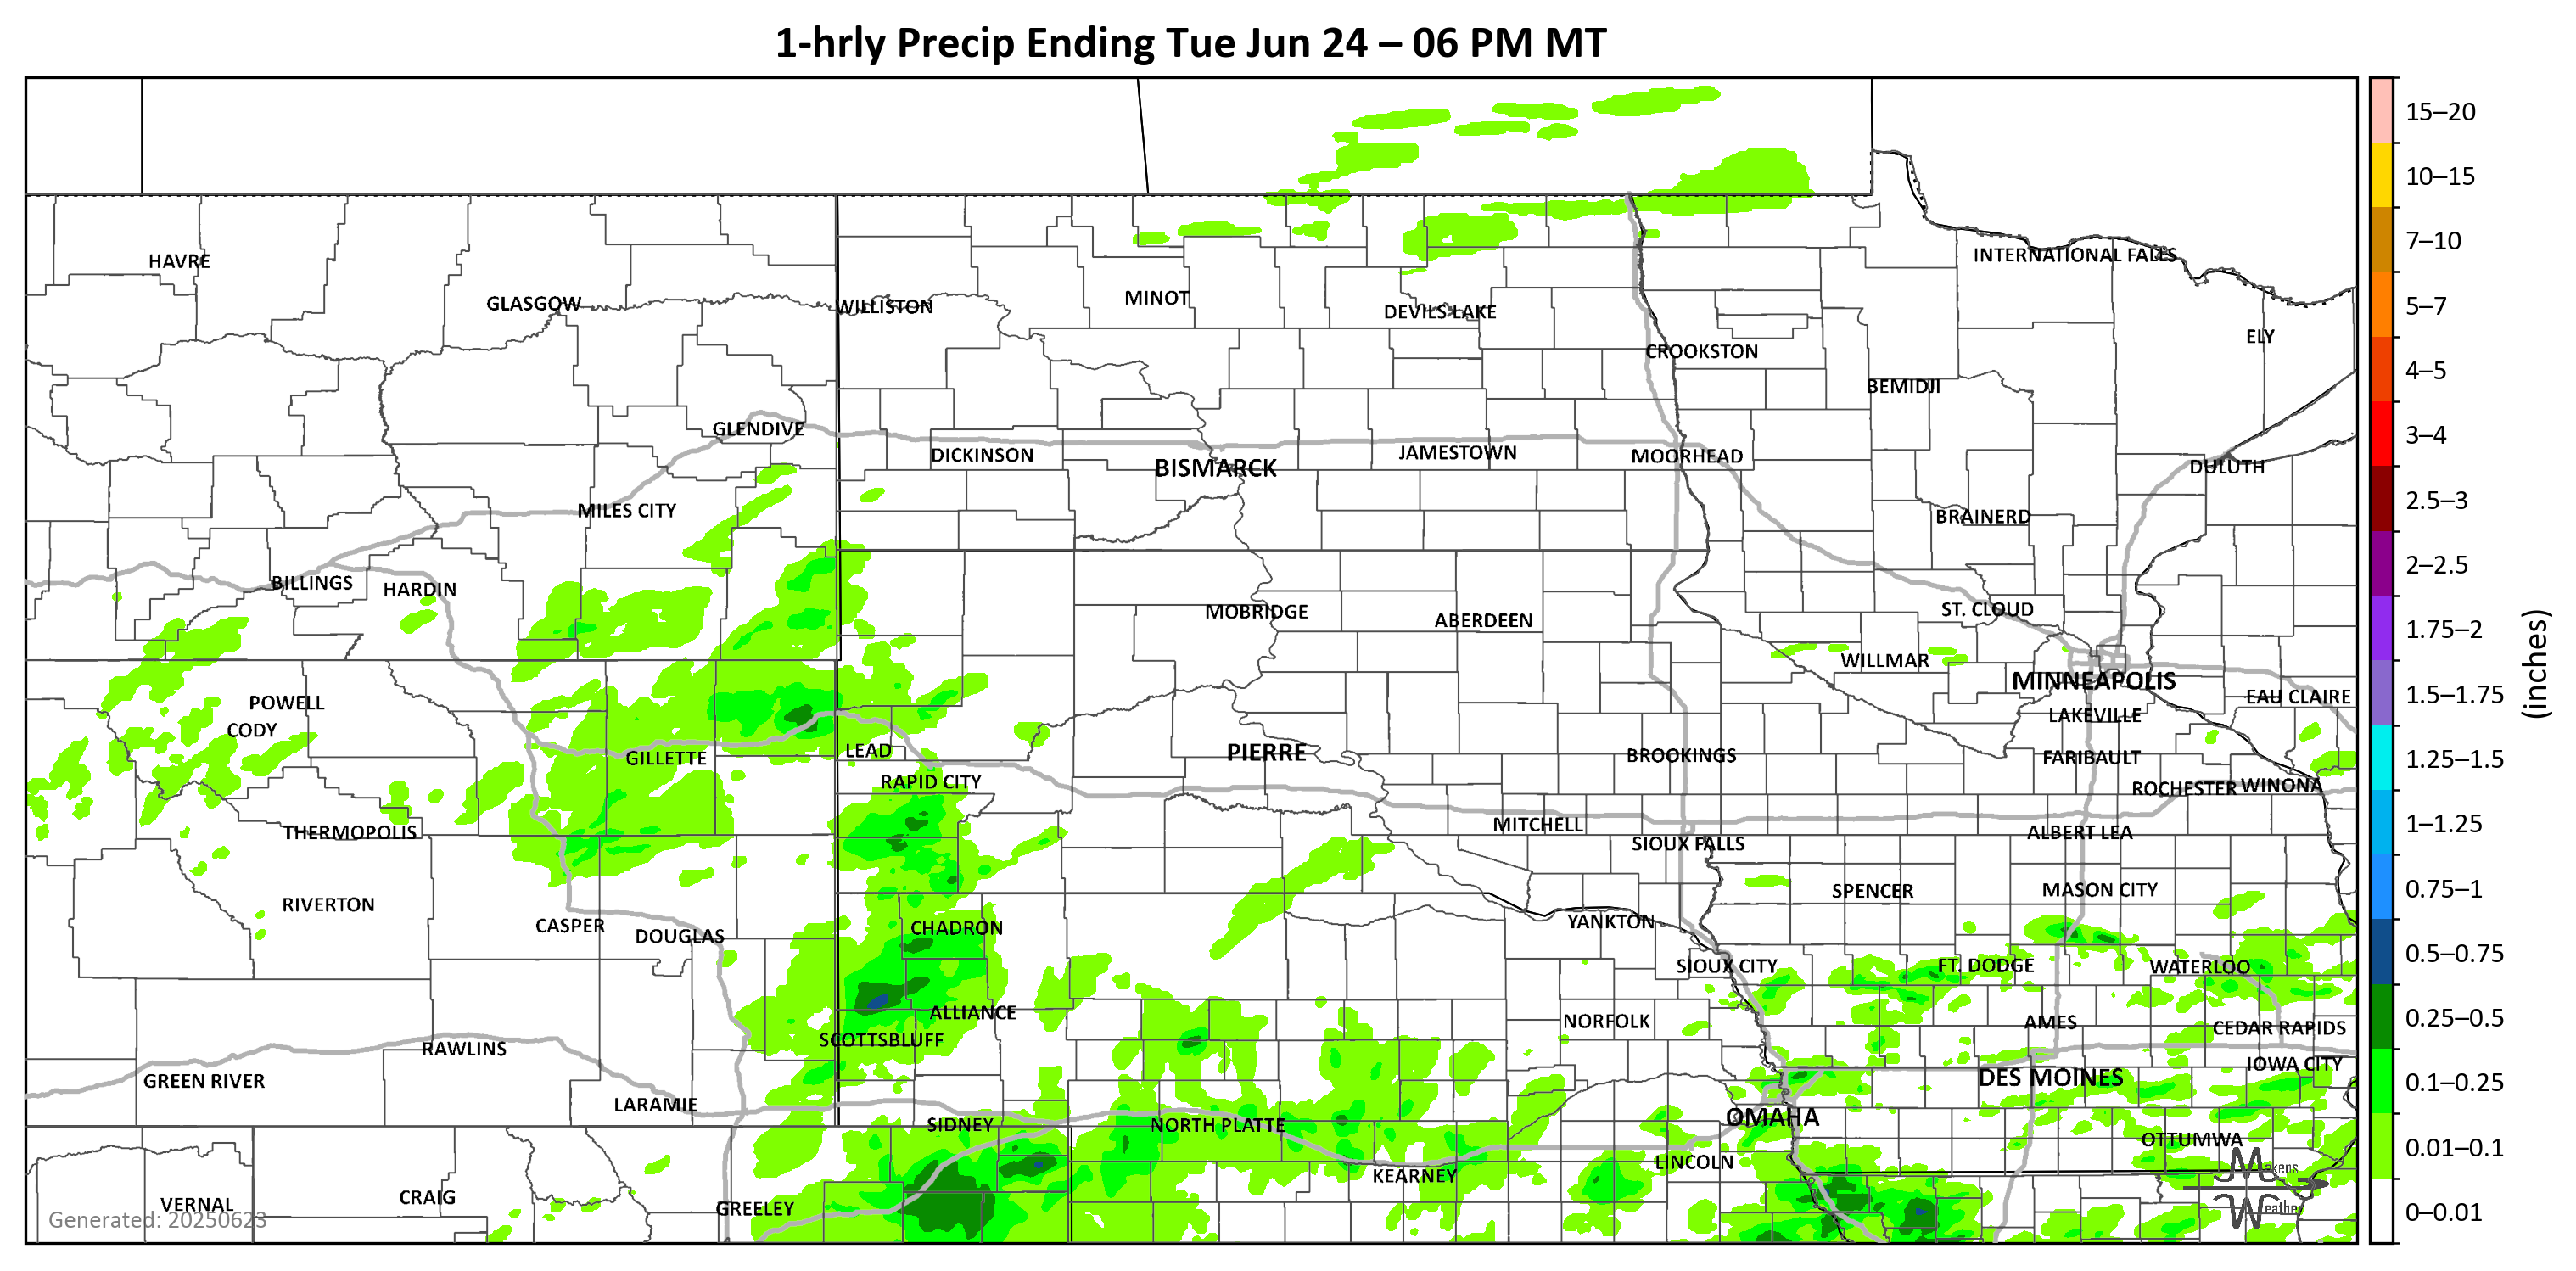 1-hrly Precip Ending Tue Jun 24 – 06 PM MT
15–20
10–15
7–10
5–7
4–5
3–4
2.5–3
2–2.5
1.75–2
1.5–1.75
1.25–1.5
1–1.25
0.75–1
0.5–0.75
0.25–0.5
0.1–0.25
0.01–0.1
0–0.01
(inches)
HAVRE
INTERNATIONAL FALLS
GLASGOW
WILLISTON
MINOT
DEVILS LAKE
ELY
CROOKSTON
BEMIDJI
GLENDIVE
DICKINSON
BISMARCK
JAMESTOWN
MOORHEAD
DULUTH
MILES CITY
BRAINERD
BILLINGS
HARDIN
MOBRIDGE
ABERDEEN
ST. CLOUD
WILLMAR
MINNEAPOLIS
EAU CLAIRE
POWELL
CODY
LAKEVILLE
GILLETTE
LEAD
PIERRE
BROOKINGS
FARIBAULT
RAPID CITY
ROCHESTER
WINONA
THERMOPOLIS
MITCHELL
SIOUX FALLS
ALBERT LEA
RIVERTON
SPENCER
MASON CITY
CASPER
DOUGLAS
CHADRON
YANKTON
SIOUX CITY
FT. DODGE
WATERLOO
ALLIANCE
SCOTTSBLUFF
NORFOLK
AMES
CEDAR RAPIDS
RAWLINS
GREEN RIVER
IOWA CITY
DES MOINES
LARAMIE
SIDNEY
NORTH PLATTE
OMAHA
OTTUMWA
LINCOLN
KEARNEY
VERNAL
CRAIG
GREELEY
Generated: 20250623